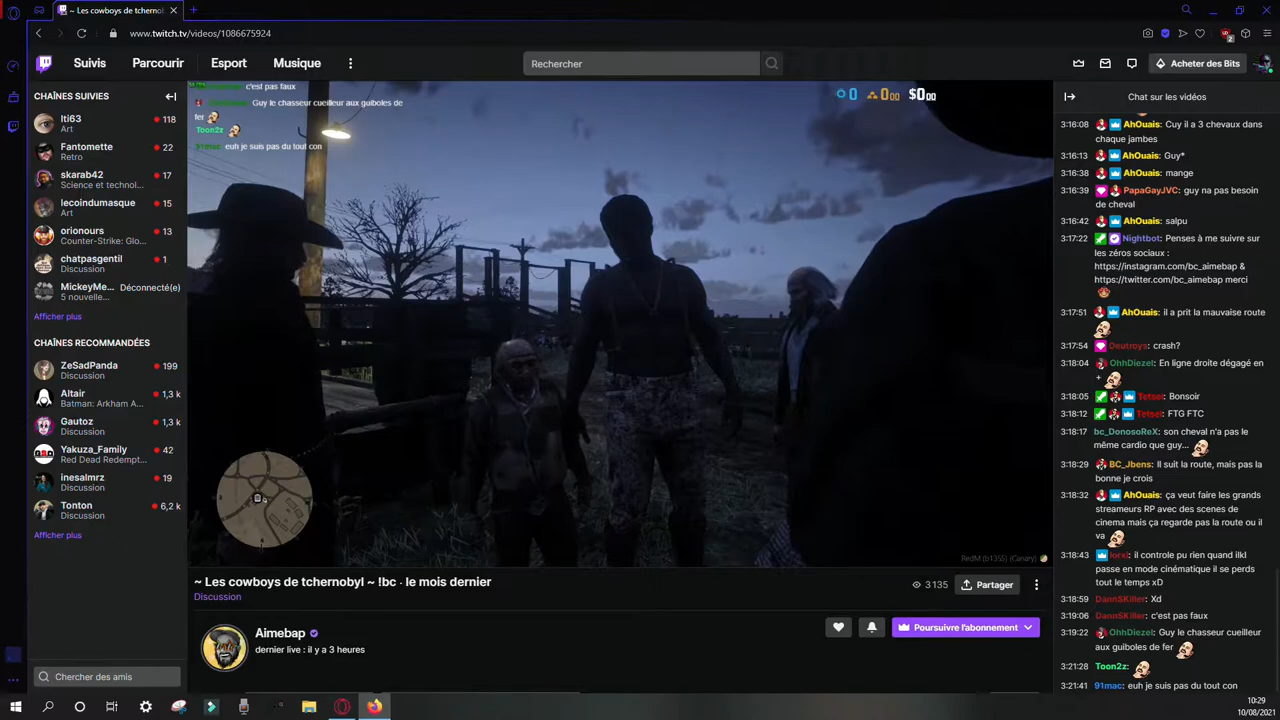 ~ Les cowboys de tchernob
www.twitch.tv/videos/1086675924
Suivis
Parcourir
Esport
Musique
Rechercher
Acheter des Bits
CHAÎNES SUIVIES
lti63
118
Art
Fantomette
22
Retro
skarab42
17
Science et technol...
lecoindumasque
15
Art
orionours
13
Counter-Strike: Glo...
chatpasgentil
1
Discussion
MickeyMe...
Déconnecté(e)
5 nouvelle...
Afficher plus
CHAÎNES RECOMMANDÉES
ZeSadPanda
199
Discussion
Altair
1,3 k
Batman: Arkham A...
Gautoz
1,3 k
Discussion
Yakuza_Family
42
Red Dead Redempt...
inesalmrz
19
Discussion
Tonton
6,2 k
Discussion
Afficher plus
Chercher des amis
c'est pas faux
Guy le chasseur cueilleur aux guiboles de
fer
Toon2z
91mac: euh je suis pas du tout con
0
000
$000
RedM (b1355) (Canary)
~ Les cowboys de tchernobyl ~ !bc · le mois dernier
Discussion
3 135
Partager
Aimebap
dernier live : il y a 3 heures
Poursuivre l'abonnement
Chat sur les vidéos
3:16:08 AhOuais: Cuy il a 3 chevaux dans
chaque jambes
3:16:13 AhOuais: Guy*
3:16:38 AhOuais: mange
3:16:39 PapaGayJVC: guy na pas besoin
de cheval
3:16:42 AhOuais: salpu
3:17:22 Nightbot: Penses à me suivre sur
les zéros sociaux :
https://instagram.com/bc_aimebap &
https://twitter.com/bc_aimebap merci
3:17:51 AhOuais: il a prit la mauvaise route
3:17:54 Deutroys: crash?
3:18:04 OhhDiezel: En ligne droite dégagé en
+
3:18:05 Tetsei: Bonsoir
3:18:12 Tetsei: FTG FTC
3:18:17 bc_DonosoReX: son cheval n'a pas le
même cardio que guy...
3:18:29 BC_Jbens: Il suit la route, mais pas la
bonne je crois
3:18:32 AhOuais: ça veut faire les grands
streameurs RP avec des scenes de
cinema mais ça regarde pas la route ou il
va
3:18:43 lorxi: il controle pu rien quand ilkl
passe en mode cinématique il se perds
tout le temps xD
3:18:59 DannSKiller: Xd
3:19:06 DannSKiller: c'est pas faux
3:19:22 OhhDiezel: Guy le chasseur cueilleur
aux guiboles de fer
3:21:28 Toon2z:
3:21:41 91mac: euh je suis pas du tout con
10:29
10/08/2021